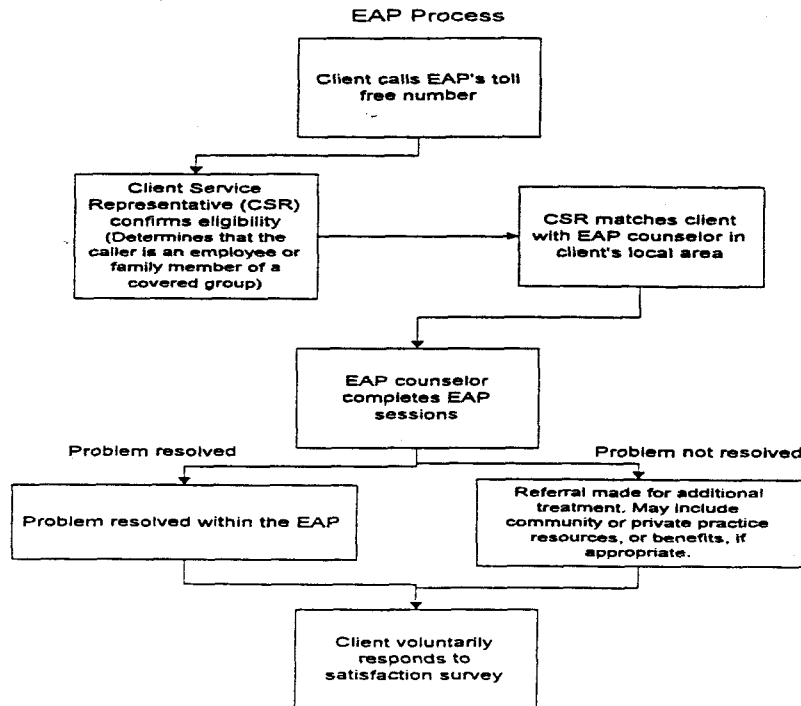 EAP Process
Client calls EAP's toll
free number
Client Service
Representative (CSR)
confirms eligibility
(Determines that the
caller is an employee or
family member of a
covered group)
CSR matches client
with EAP counselor in
client's local area
EAP counselor
completes EAP
sessions
Problem resolved
Problem not resolved
Problem resolved within the EAP
Referral made for additional
treatment. May include
community or private practice
resources, or benefits, if
appropriate.
Client voluntarily
responds to
satisfaction survey